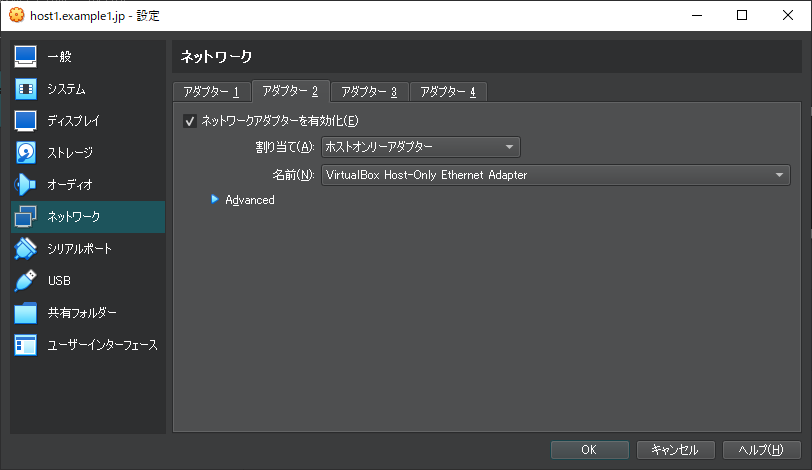 host1.example1.jp - 設定
一般
システム
ディスプレイ
ストレージ
オーディオ
ネットワーク
シリアルポート
USB
共有フォルダー
ユーザーインターフェース
ネットワーク
アダプター 1 アダプター 2 アダプター 3 アダプター 4
ネットワークアダプターを有効化(E)
割り当て(A): ホストオンリーアダプター
名前(N): VirtualBox Host-Only Ethernet Adapter
Advanced
OK キャンセル ヘルプ(H)